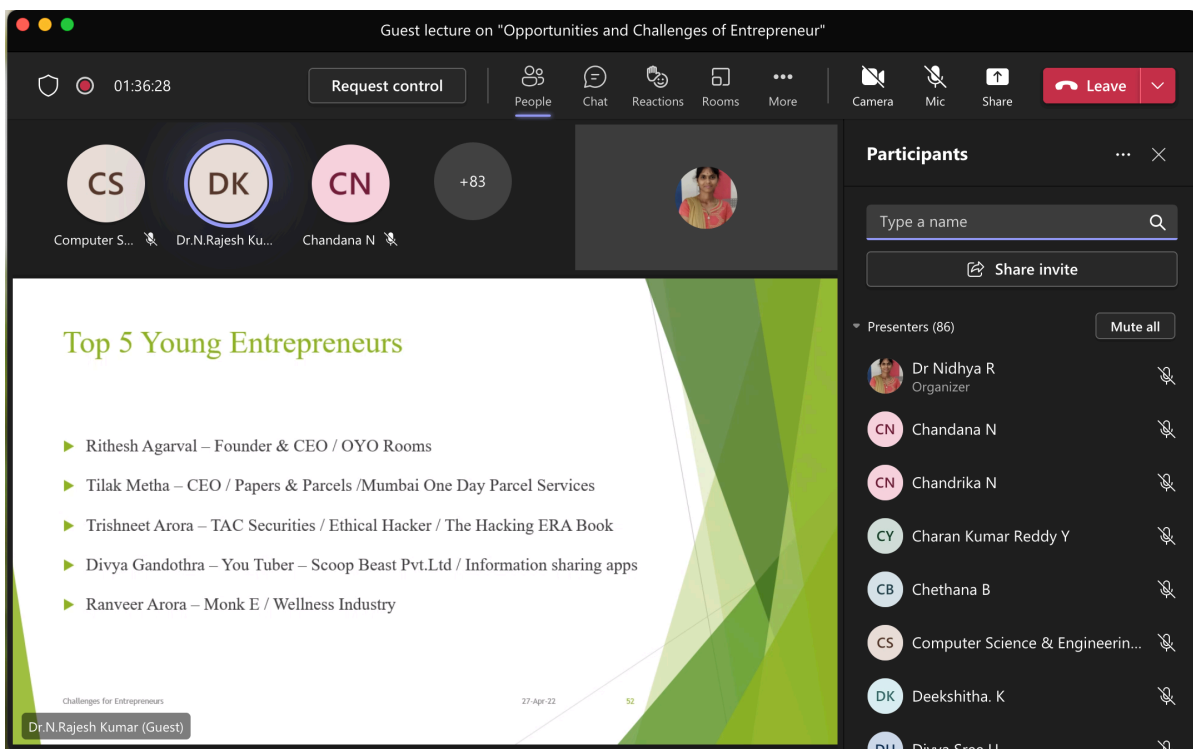 Guest lecture on "Opportunities and Challenges of Entrepreneur"
01:36:28
Request control
People
Chat
Reactions
Rooms
More
Camera
Mic
Share
Leave
CS
DK
CN
+83
Computer S...
Dr.N.Rajesh Ku...
Chandana N
Top 5 Young Entrepreneurs
Rithesh Agarval – Founder & CEO / OYO Rooms
Tilak Metha – CEO / Papers & Parcels /Mumbai One Day Parcel Services
Trishneet Arora – TAC Securities / Ethical Hacker / The Hacking ERA Book
Divya Gandothra – You Tuber – Scoop Beast Pvt.Ltd / Information sharing apps
Ranveer Arora – Monk E / Wellness Industry
Challenges for Entrepreneurs
27-Apr-22
52
Dr.N.Rajesh Kumar (Guest)
Participants
Type a name
Share invite
Presenters (86)
Mute all
Dr Nidhya R
Organizer
CN
Chandana N
CN
Chandrika N
CY
Charan Kumar Reddy Y
CB
Chethana B
CS
Computer Science & Engineerin...
DK
Deekshitha. K